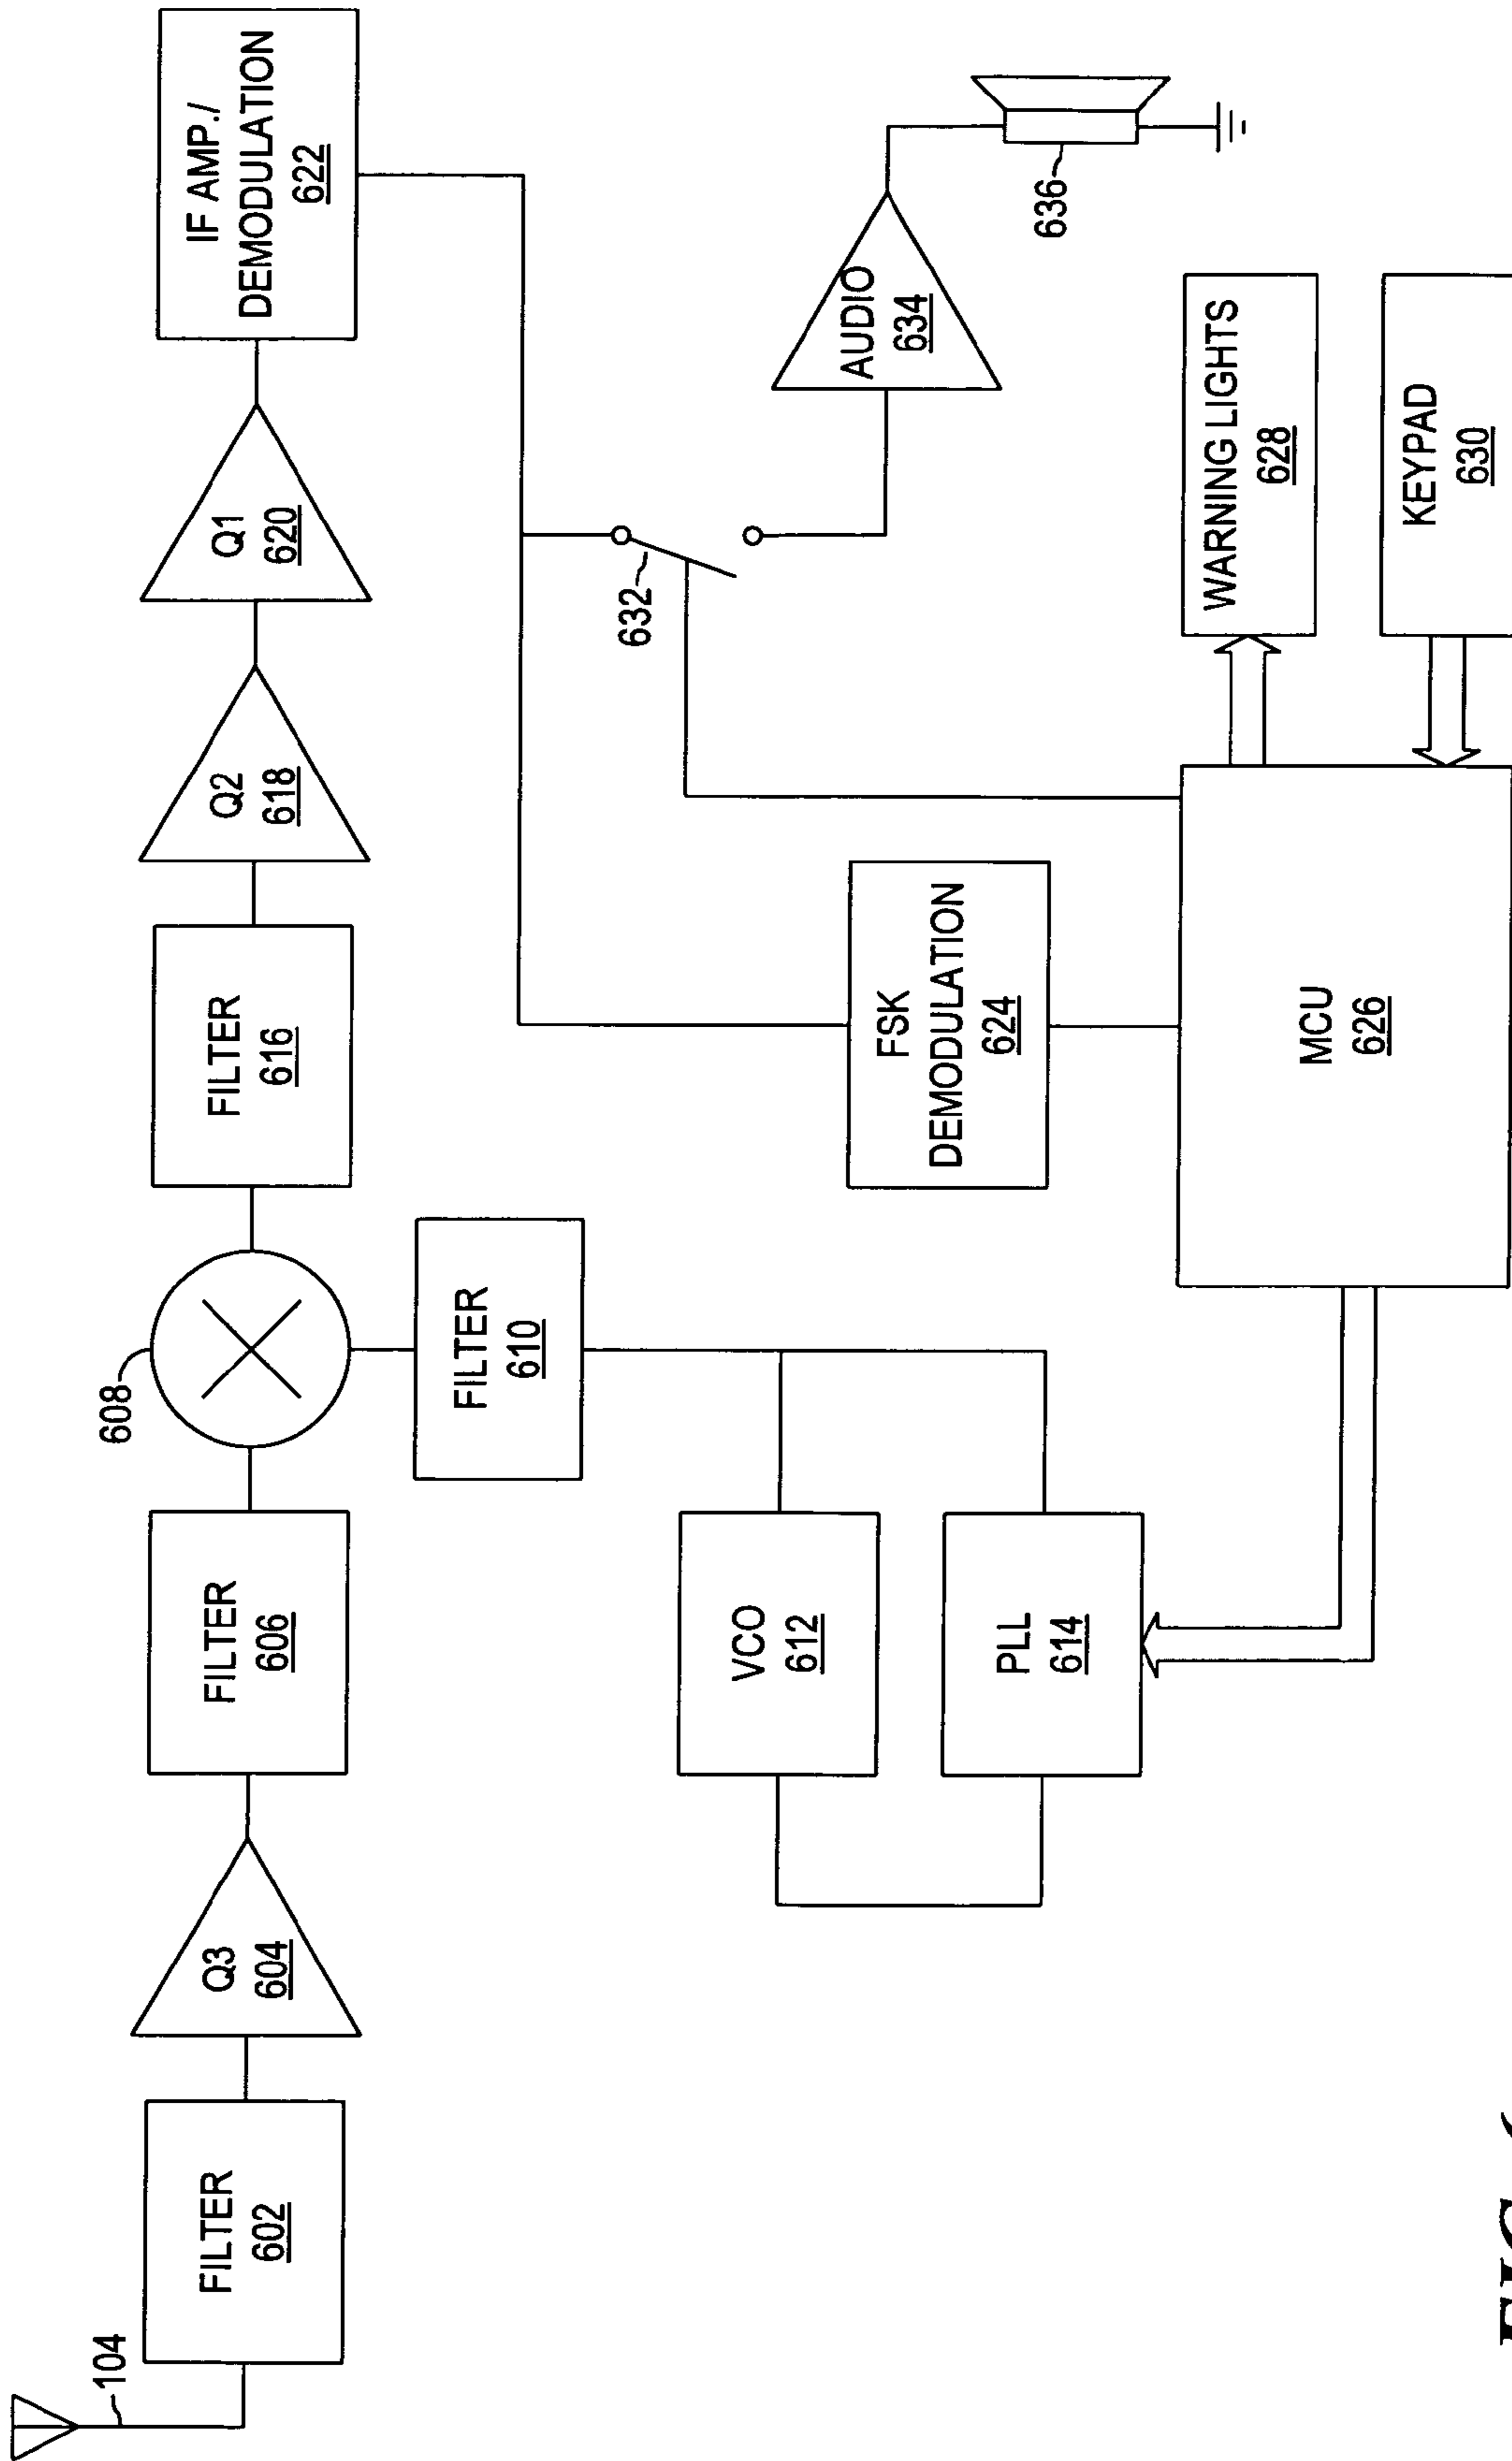 104
FILTER
602
Q3
604
FILTER
606
608
FILTER
616
Q2
618
Q1
620
IF AMP./
DEMODULATION
622
FILTER
610
VCO
612
PLL
614
FSK
DEMODULATION
624
632
AUDIO
634
636
MCU
626
WARNING LIGHTS
628
KEYPAD
630